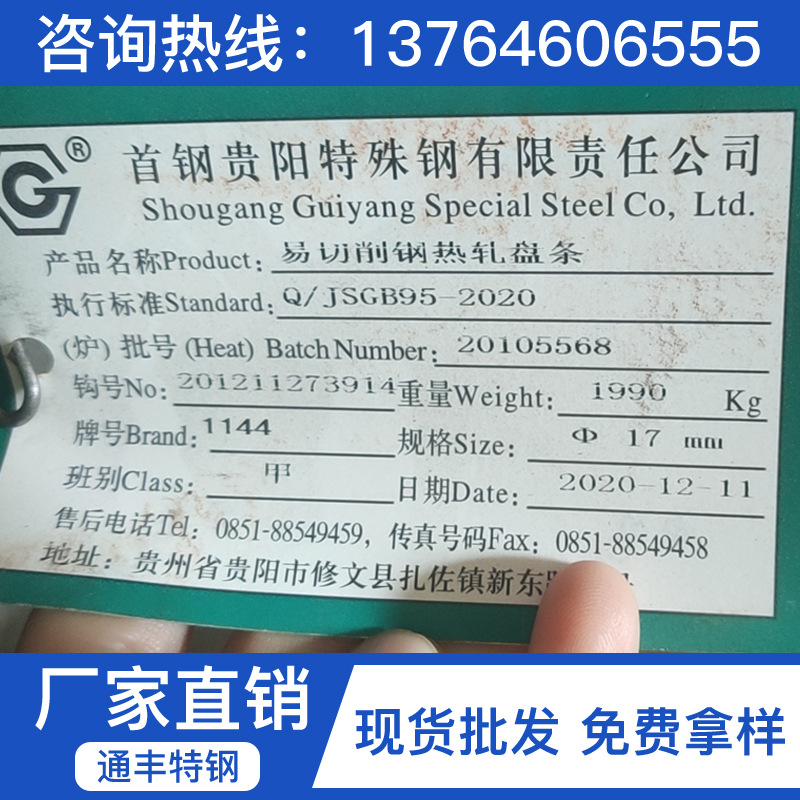 咨询热线：13764606555
G®
首钢贵阳特殊钢有限责任公司
Shougang Guiyang Special Steel Co, Ltd.
产品名称Product: 易切削钢热轧盘条
执行标准Standard: Q/JSGB95-2020
(炉) 批号 (Heat) Batch Number: 20105568
钩号No: 201211273914 重量Weight: 1990 Kg
牌号Brand: 1144 规格Size: Φ 17 mm
班别Class: 甲 日期Date: 2020-12-11
售后电话Tel: 0851-88549459, 传真号码Fax: 0851-88549458
地址: 贵州省贵阳市修文县扎佐镇新东
厂家直销
通丰特钢
现货批发 免费拿样